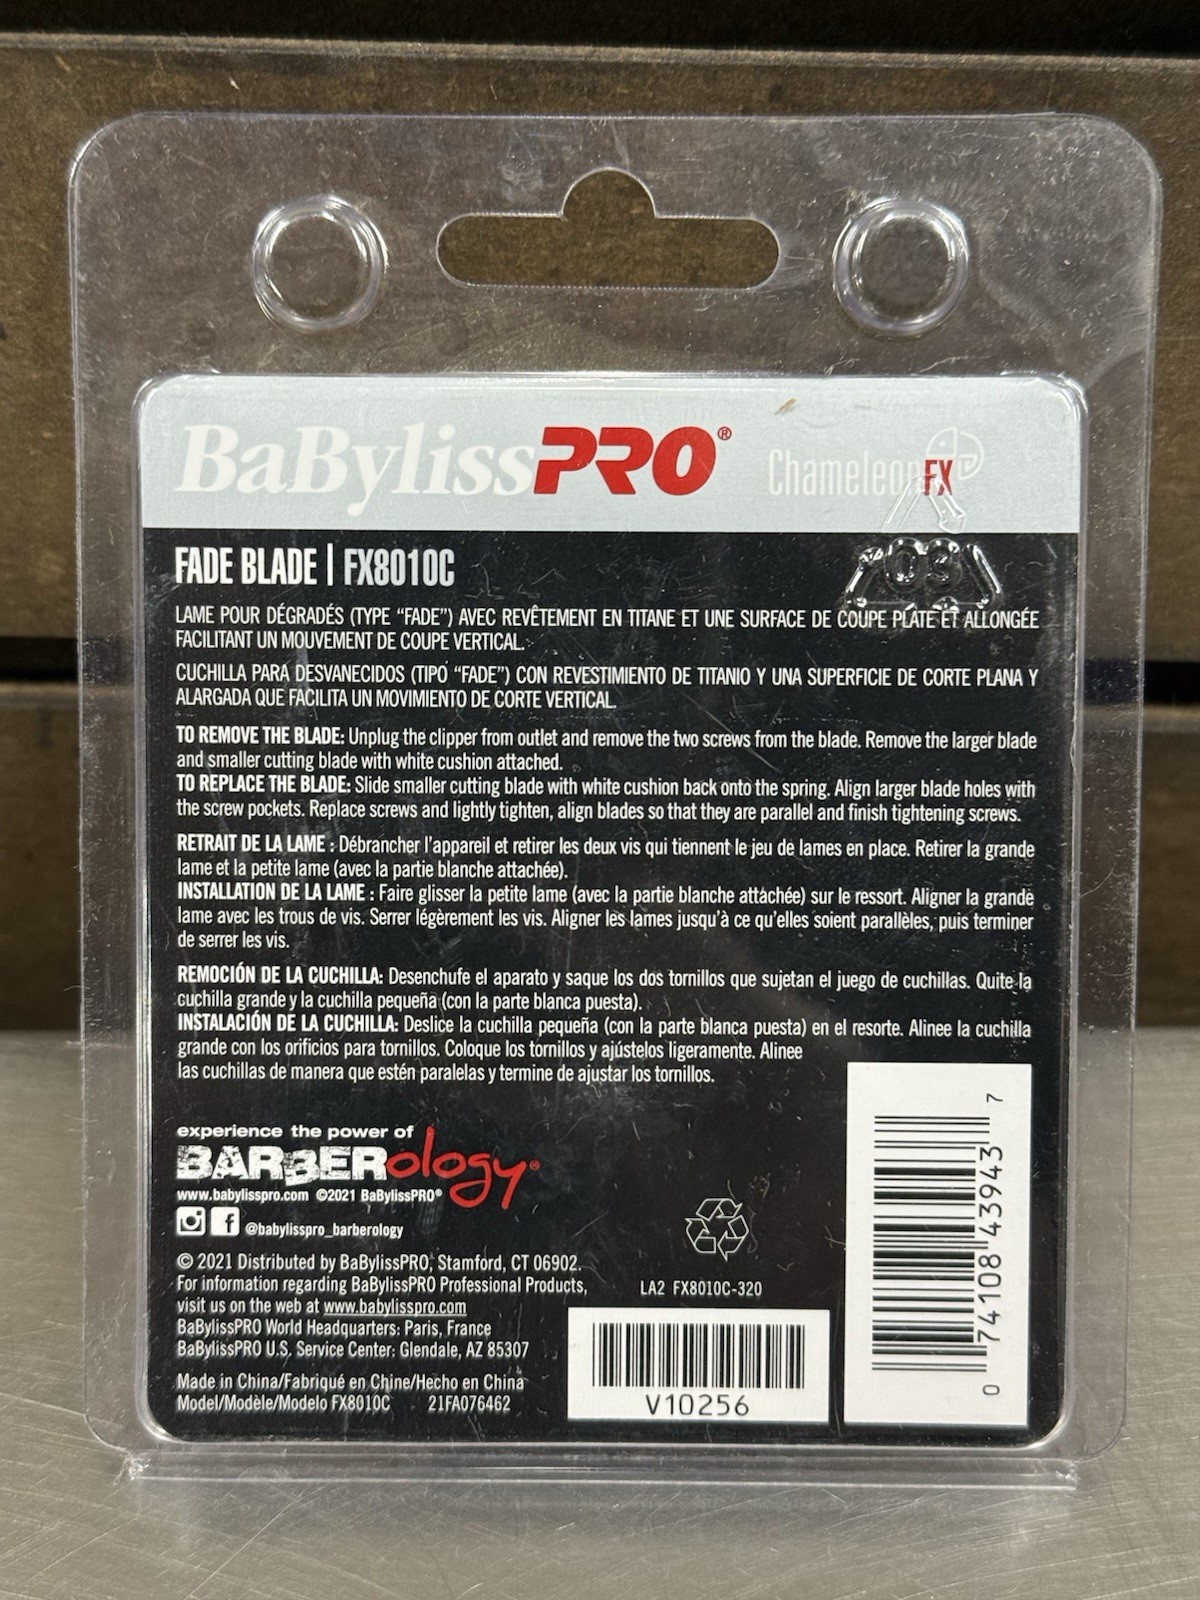 BaBylissPRO®
ChameleonFX
03
FADE BLADE | FX8010C
LAME POUR DÉGRADÉS (TYPE “FADE”) AVEC REVÊTEMENT EN TITANE ET UNE SURFACE DE COUPE PLATE ET ALLONGÉE
FACILITANT UN MOUVEMENT DE COUPE VERTICAL.
CUCHILLA PARA DESVANECIDOS (TIPO “FADE”) CON REVESTIMIENTO DE TITANIO Y UNA SUPERFICIE DE CORTE PLANA Y
ALARGADA QUE FACILITA UN MOVIMIENTO DE CORTE VERTICAL.
TO REMOVE THE BLADE: Unplug the clipper from outlet and remove the two screws from the blade. Remove the larger blade
and smaller cutting blade with white cushion attached.
TO REPLACE THE BLADE: Slide smaller cutting blade with white cushion back onto the spring. Align larger blade holes with
the screw pockets. Replace screws and lightly tighten, align blades so that they are parallel and finish tightening screws.
RETRAIT DE LA LAME : Débrancher l’appareil et retirer les deux vis qui tiennent le jeu de lames en place. Retirer la grande
lame et la petite lame (avec la partie blanche attachée).
INSTALLATION DE LA LAME : Faire glisser la petite lame (avec la partie blanche attachée) sur le ressort. Aligner la grande
lame avec les trous de vis. Serrer légèrement les vis. Aligner les lames jusqu’à ce qu’elles soient parallèles, puis terminer
de serrer les vis.
REMOCIÓN DE LA CUCHILLA: Desenchufe el aparato y saque los dos tornillos que sujetan el juego de cuchillas. Quite la
cuchilla grande y la cuchilla pequeña (con la parte blanca puesta).
INSTALACIÓN DE LA CUCHILLA: Deslice la cuchilla pequeña (con la parte blanca puesta) en el resorte. Alinee la cuchilla
grande con los orificios para tornillos. Coloque los tornillos y ajústelos ligeramente. Alinee
las cuchillas de manera que estén paralelas y termine de ajustar los tornillos.
experience the power of
BARBERology®
www.babylisspro.com ©2021 BaBylissPRO®
@babylisspro_barberology
© 2021 Distributed by BaBylissPRO, Stamford, CT 06902.
For information regarding BaBylissPRO Professional Products,
visit us on the web at www.babylisspro.com
BaBylissPRO World Headquarters: Paris, France
BaBylissPRO U.S. Service Center: Glendale, AZ 85307
Made in China/Fabriqué en Chine/Hecho en China
Model/Modèle/Modelo FX8010C 21FA076462
LA2 FX8010C-320
V10256
0 74108 43943 7